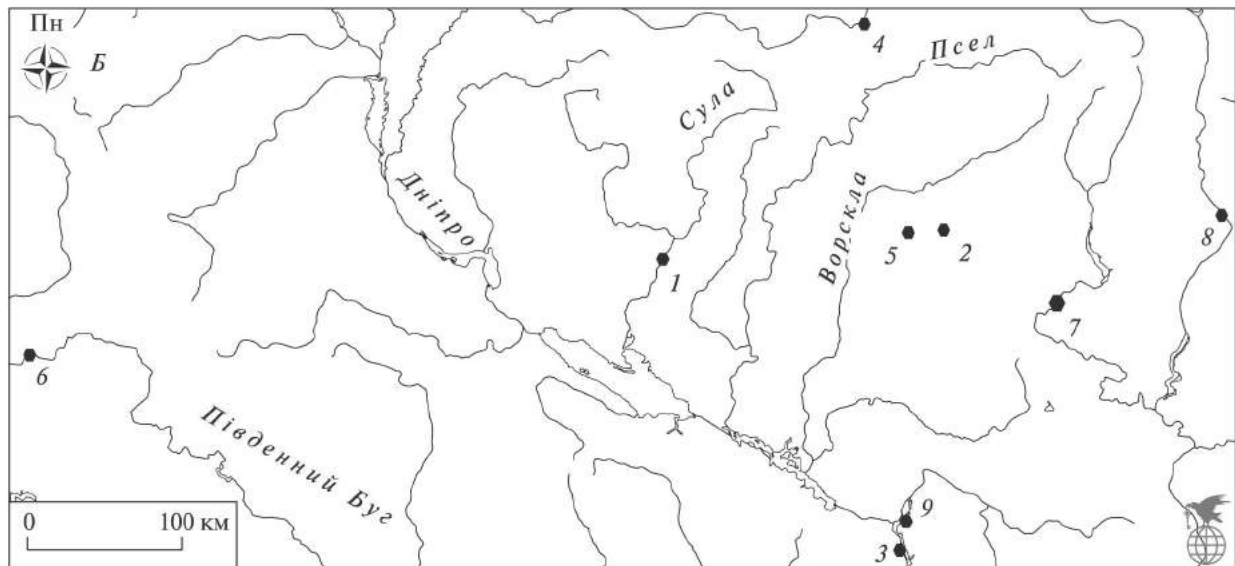 Пн
Б
4
Псел
Сула
Дніпро
Ворскла
8
5
2
1
7
6
Південний Буг
0
100 км
9
3